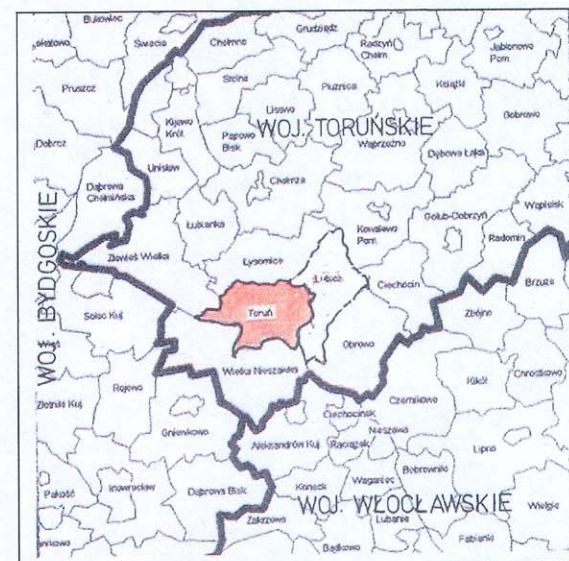 Bukowiec
Świecie
Chełmno
Grudziądz
Radzyń
Chełm.
Jabłonowo
Pom.
Pruszcz
Stolno
Płużnica
Książki
Lisewo
Kijewo
Król.
Papowo
Bisk.
WOJ. TORUŃSKIE
Bobrowo
Dobrcz
Unisław
Wąbrzeźno
Dębowa Łąka
Dąbrowa
Chełmińska
Chełmża
Wąpielsk
Łubianka
Kowalewo
Pom.
Golub-Dobrzyń
Radomin
Zławieś Wielka
Łysomice
Lubicz
Ciechocin
Brzuze
WOJ. BYDGOSKIE
Solec Kuj.
Toruń
Zbójno
Obrowo
Wielka Nieszawka
Rojewo
Kikół
Chrostkowo
Złotniki Kuj.
Ciechocinek
Czernikowo
Gniewkowo
Nieszawa
Aleksandrów Kuj.
Raciążek
Lipno
Bobrowniki
Pakość
Inowrocław
Dąbrowa Bisk.
Koneck
Waganiec
WOJ. WŁOCŁAWSKIE
Wielgie
Zakrzewo
Lubanie
Bądkowo
Fabianki